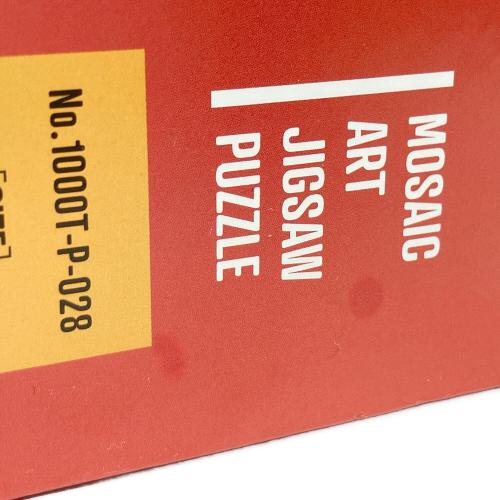 MOSAIC
ART
JIGSAW
PUZZLE
No.1000T-P-028